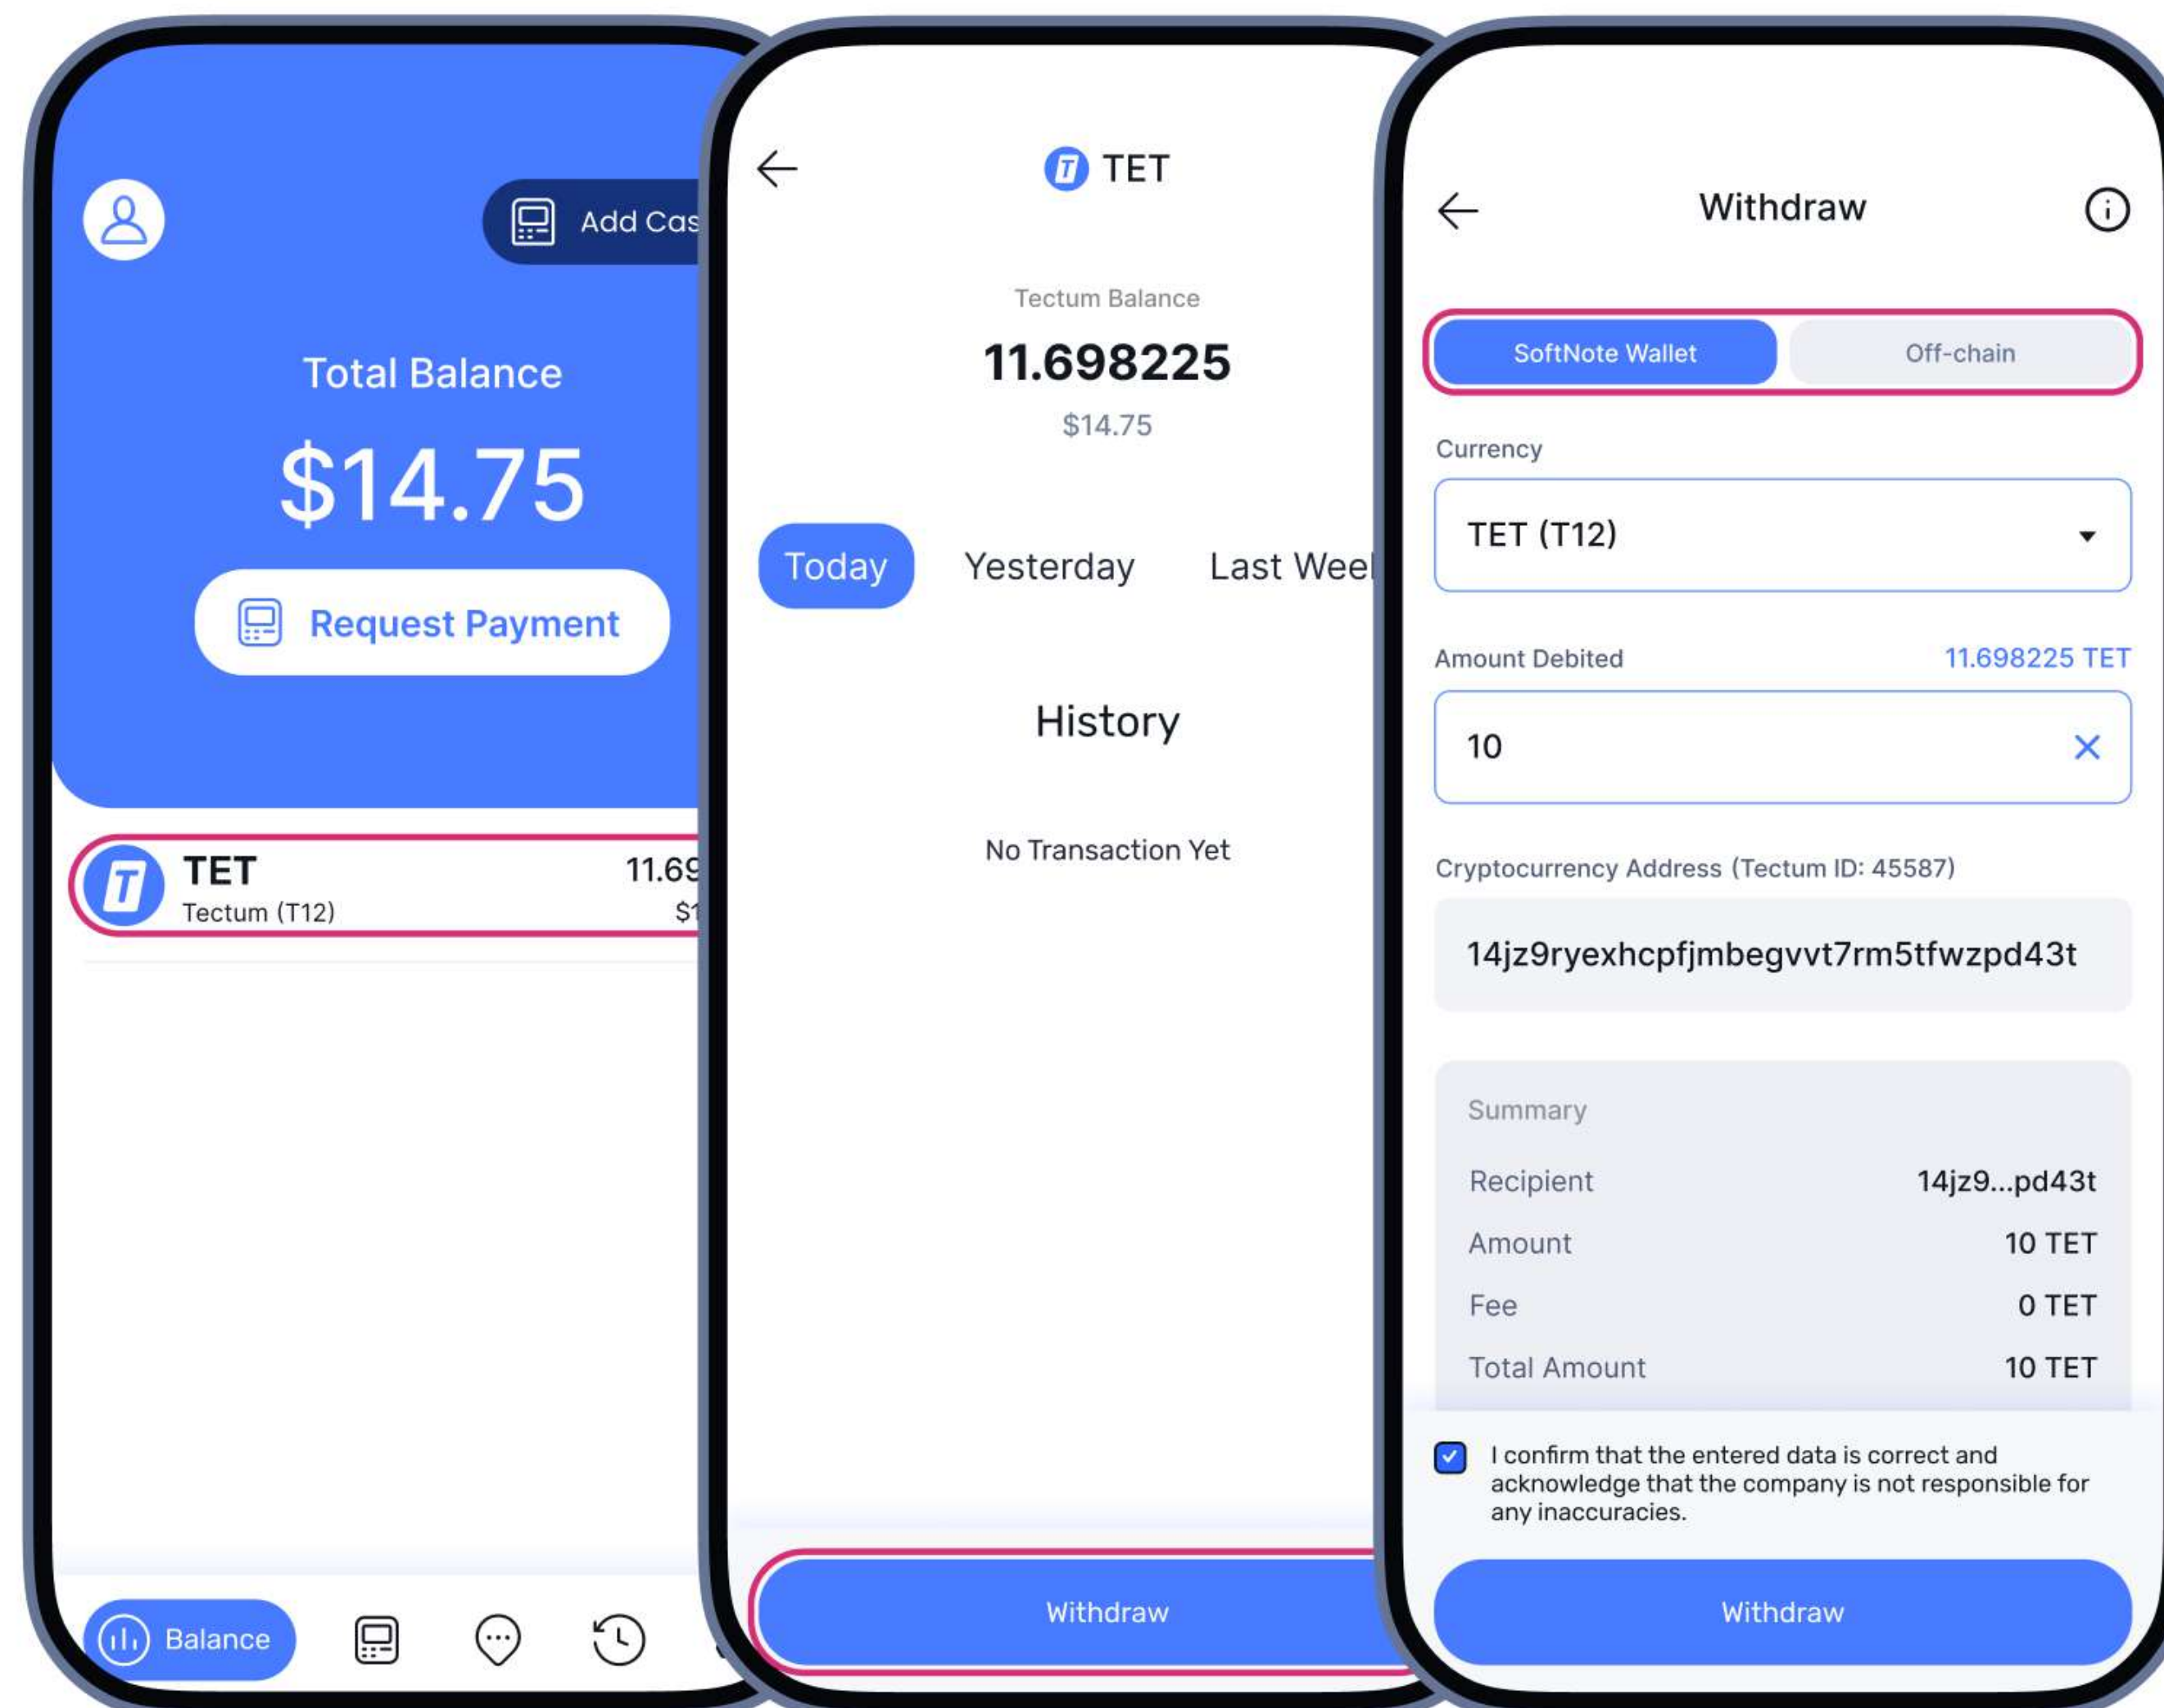 Add Cas
Total Balance
$14.75
Request Payment
TET
11.69
Tectum (T12)
$1
Balance
TET
Tectum Balance
11.698225
$14.75
Today
Yesterday
Last Wee
History
No Transaction Yet
Withdraw
Withdraw
SoftNote Wallet
Off-chain
Currency
TET (T12)
Amount Debited
11.698225 TET
10
Cryptocurrency Address (Tectum ID: 45587)
14jz9ryexhcpfjmbegvvt7rm5tfwzpd43t
Summary
Recipient
14jz9...pd43t
Amount
10 TET
Fee
0 TET
Total Amount
10 TET
I confirm that the entered data is correct and
acknowledge that the company is not responsible for
any inaccuracies.
Withdraw